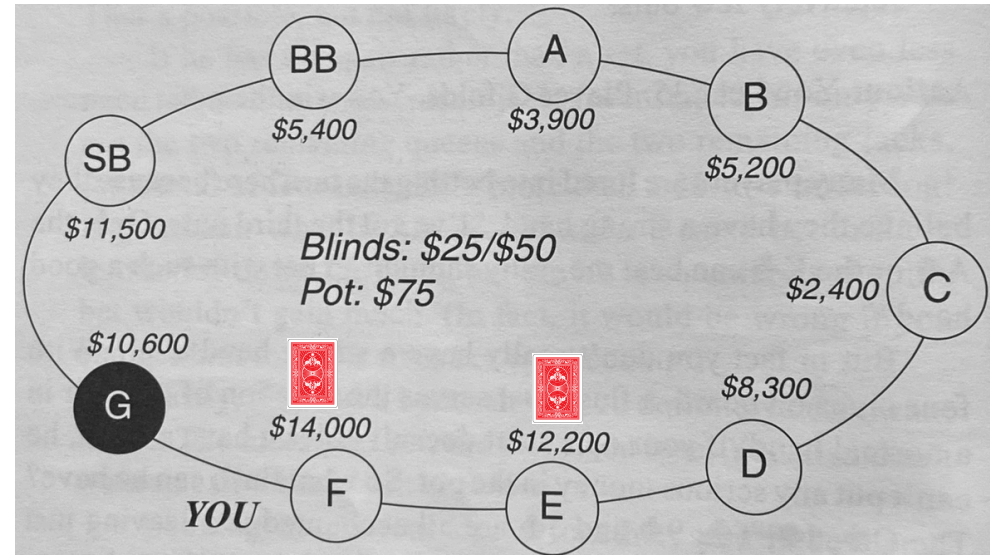 BB
A
$5,400
$3,900
B
SB
$5,200
$11,500
Blinds: $25/$50
Pot: $75
$2,400
C
$10,600
G
$8,300
$14,000
$12,200
D
F
E
YOU